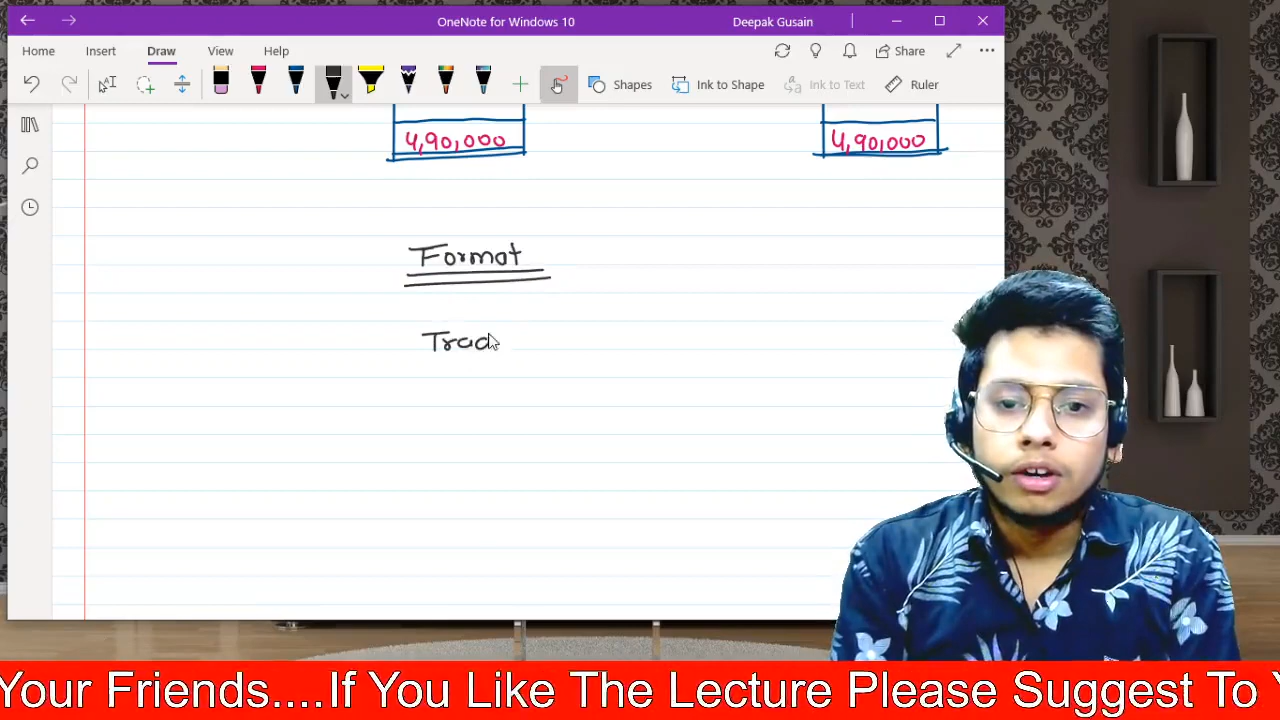 OneNote for Windows 10
Deepak Gusain
Home Insert Draw View Help
Share
Shapes Ink to Shape Ink to Text Ruler
4,90,000 4,90,000
Format
Trad
Your Friends....If You Like The Lecture Please Suggest To Y